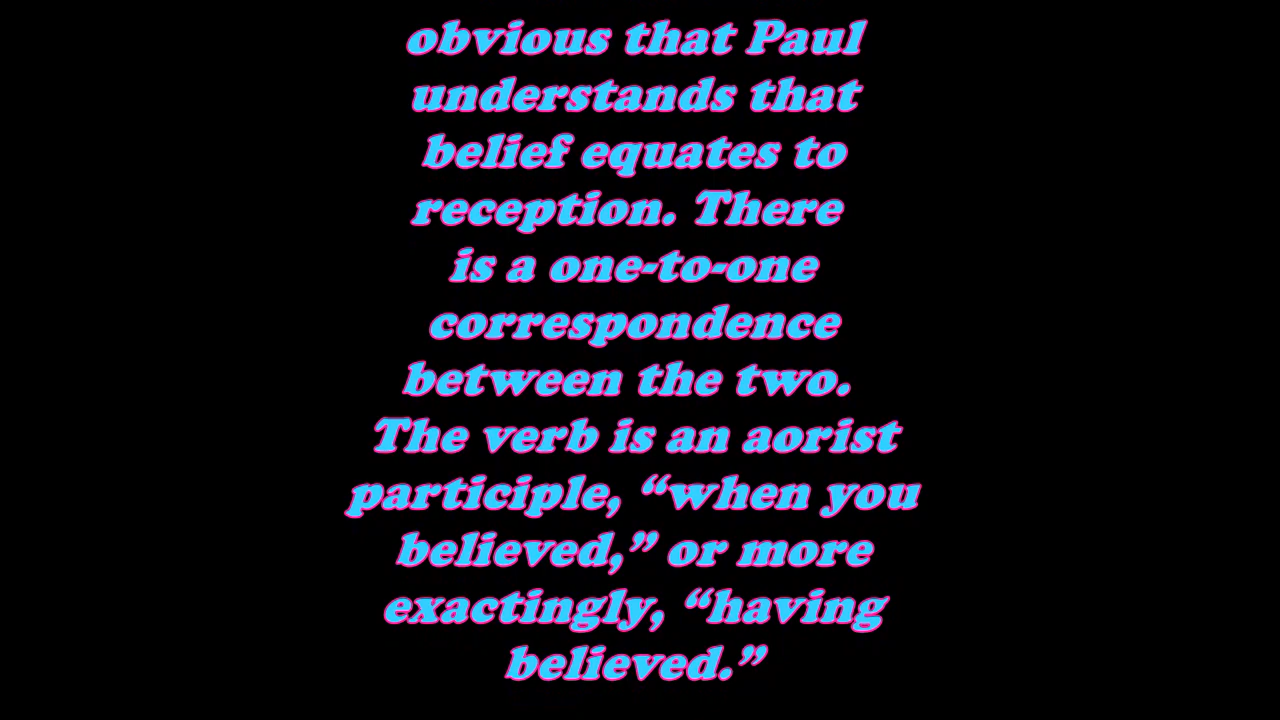 obvious that Paul
understands that
belief equates to
reception. There
is a one-to-one
correspondence
between the two.
The verb is an aorist
participle, “when you
believed,” or more
exactingly, “having
believed.”